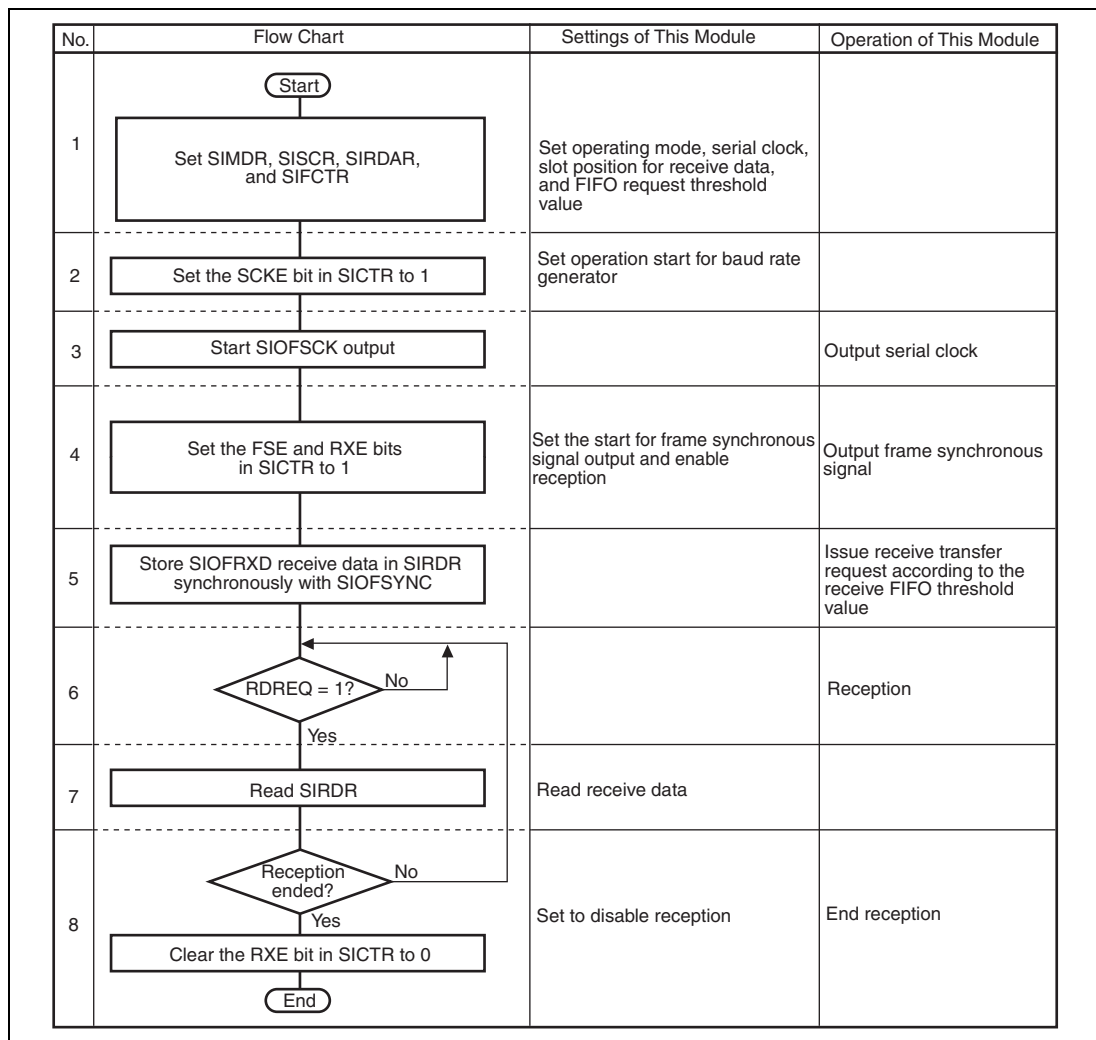 No.
Flow Chart
Settings of This Module
Operation of This Module
Start
1
Set SIMDR, SISCR, SIRDAR,
and SIFCTR
Set operating mode, serial clock,
slot position for receive data,
and FIFO request threshold
value
2
Set the SCKE bit in SICTR to 1
Set operation start for baud rate
generator
3
Start SIOFSCK output
Output serial clock
4
Set the FSE and RXE bits
in SICTR to 1
Set the start for frame synchronous
signal output and enable
reception
Output frame synchronous
signal
5
Store SIOFRXD receive data in SIRDR
synchronously with SIOFSYNC
Issue receive transfer
request according to the
receive FIFO threshold
value
6
RDREQ = 1?
No
Yes
Reception
7
Read SIRDR
Read receive data
8
Reception
ended?
No
Yes
Clear the RXE bit in SICTR to 0
End
Set to disable reception
End reception